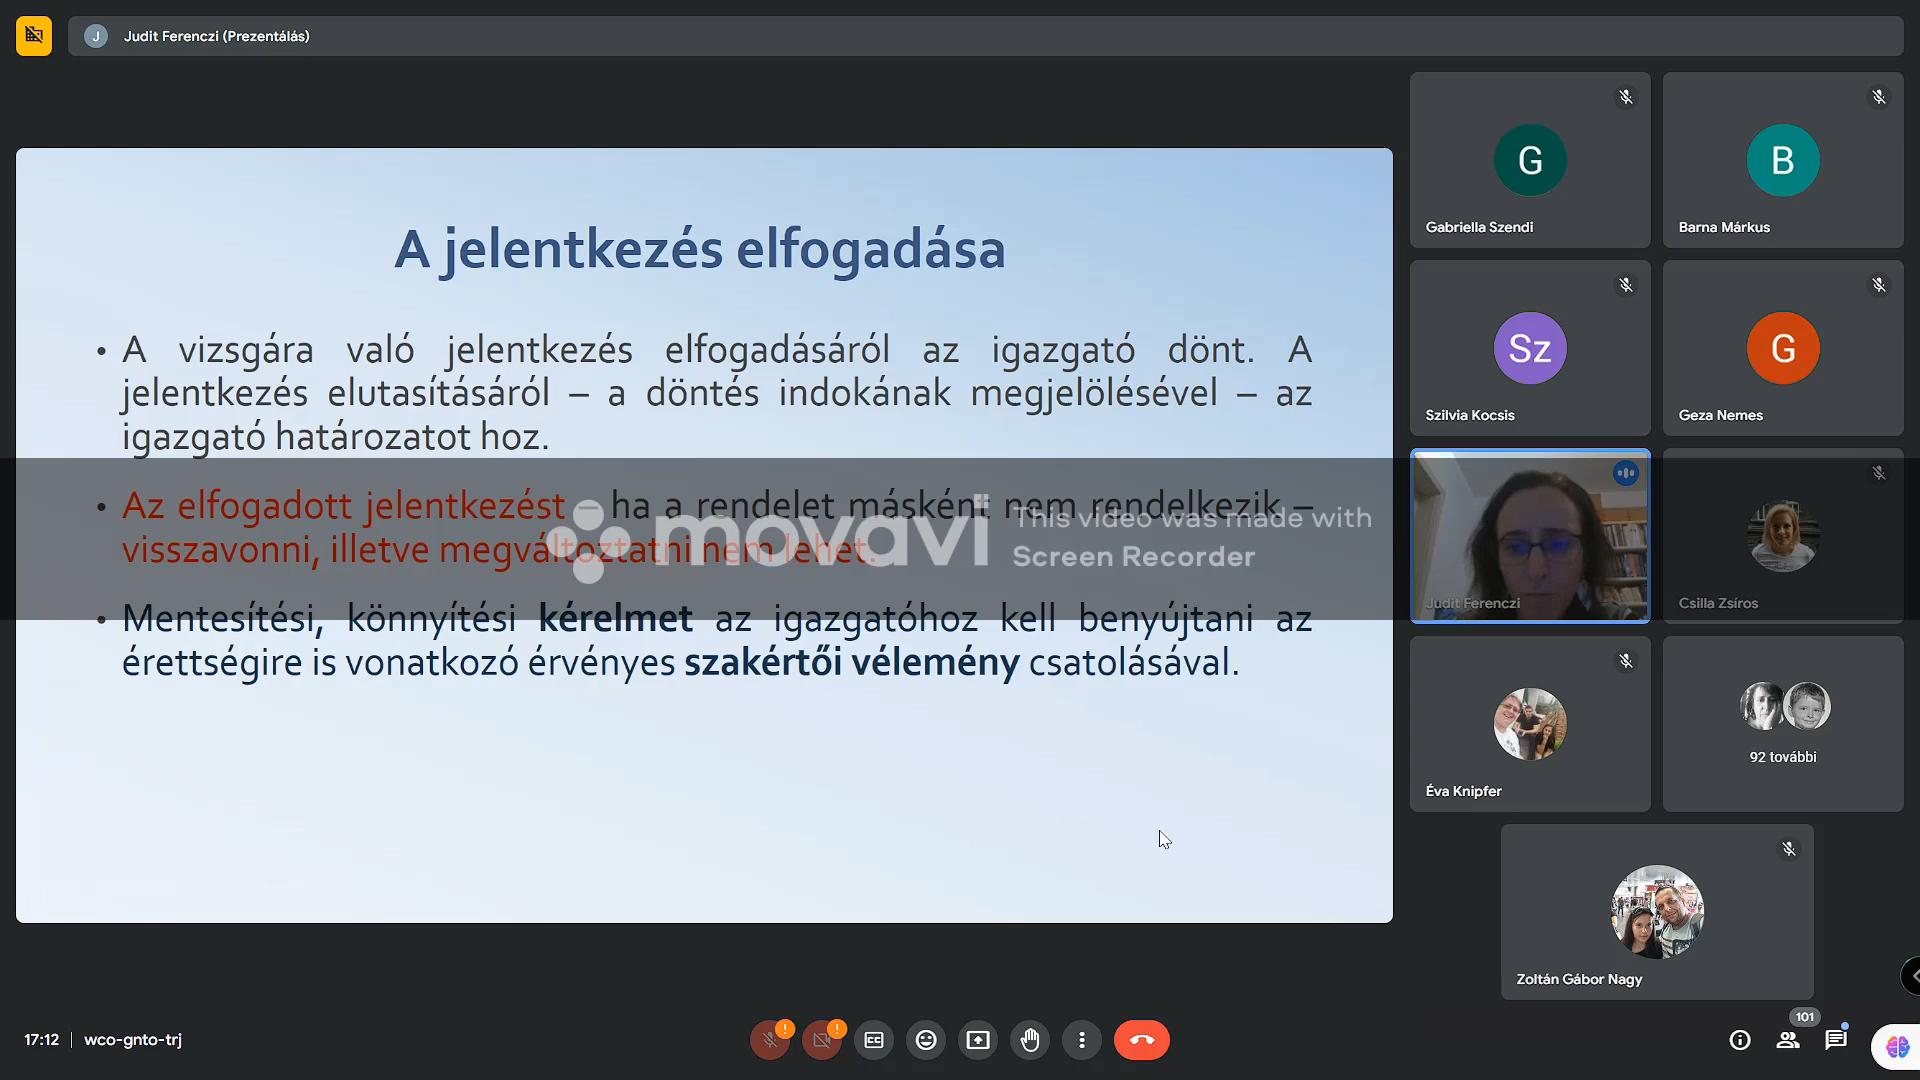 J Judit Ferenczi (Prezentálás)
A jelentkezés elfogadása
• A vizsgára való jelentkezés elfogadásáról az igazgató dönt. A
jelentkezés elutasításáról – a döntés indokának megjelölésével – az
igazgató határozatot hoz.
• Az elfogadott jelentkezést – ha a rendelet másként nem rendelkezik –
visszavonni, illetve megváltoztatni nem lehet.
• Mentesítési, könnyítési kérelmet az igazgatóhoz kell benyújtani az
érettségire is vonatkozó érvényes szakértői vélemény csatolásával.
movavi
This video was made with
Screen Recorder
G
Gabriella Szendi
B
Barna Márkus
Sz
Szilvia Kocsis
G
Geza Nemes
Judit Ferenczi
Csilla Zsíros
Éva Knipfer
92 további
Zoltán Gábor Nagy
17:12 | wco-gnto-trj
!
!
CC
101